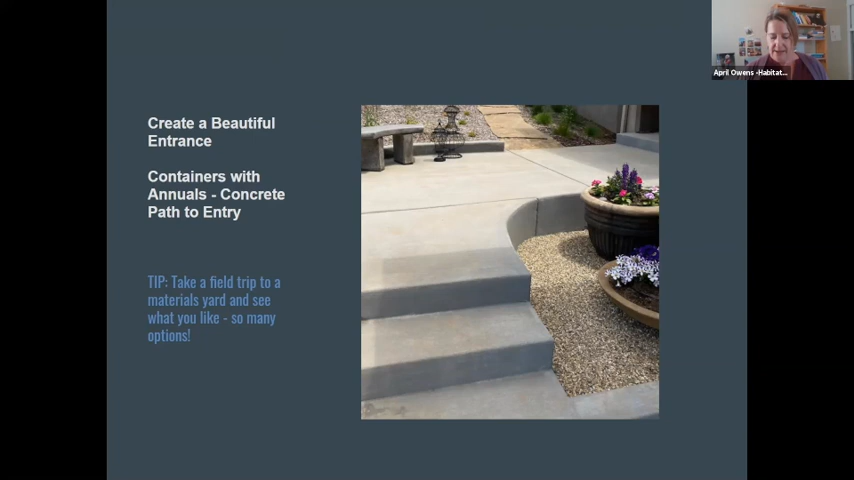 April Owens -Habitat...
Create a Beautiful
Entrance
Containers with
Annuals - Concrete
Path to Entry
TIP: Take a field trip to a
materials yard and see
what you like - so many
options!